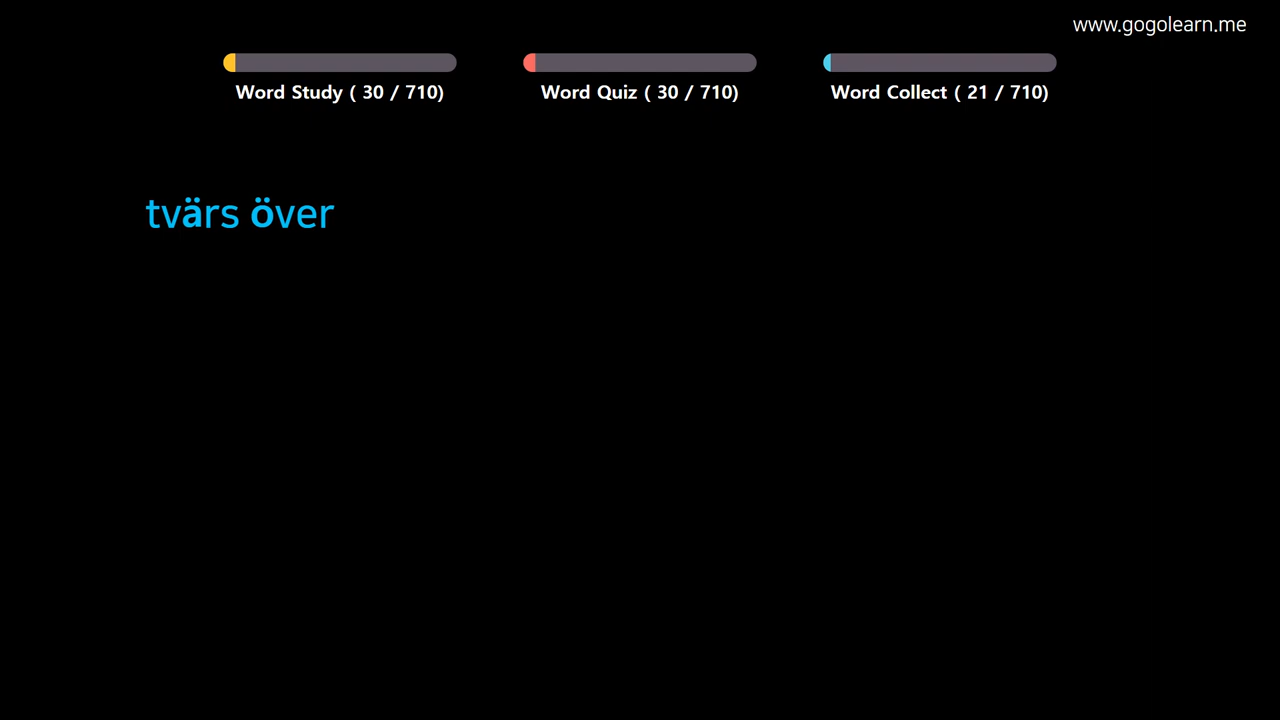 www.gogolearn.me
Word Study ( 30 / 710)
Word Quiz ( 30 / 710)
Word Collect ( 21 / 710)
tvärs över